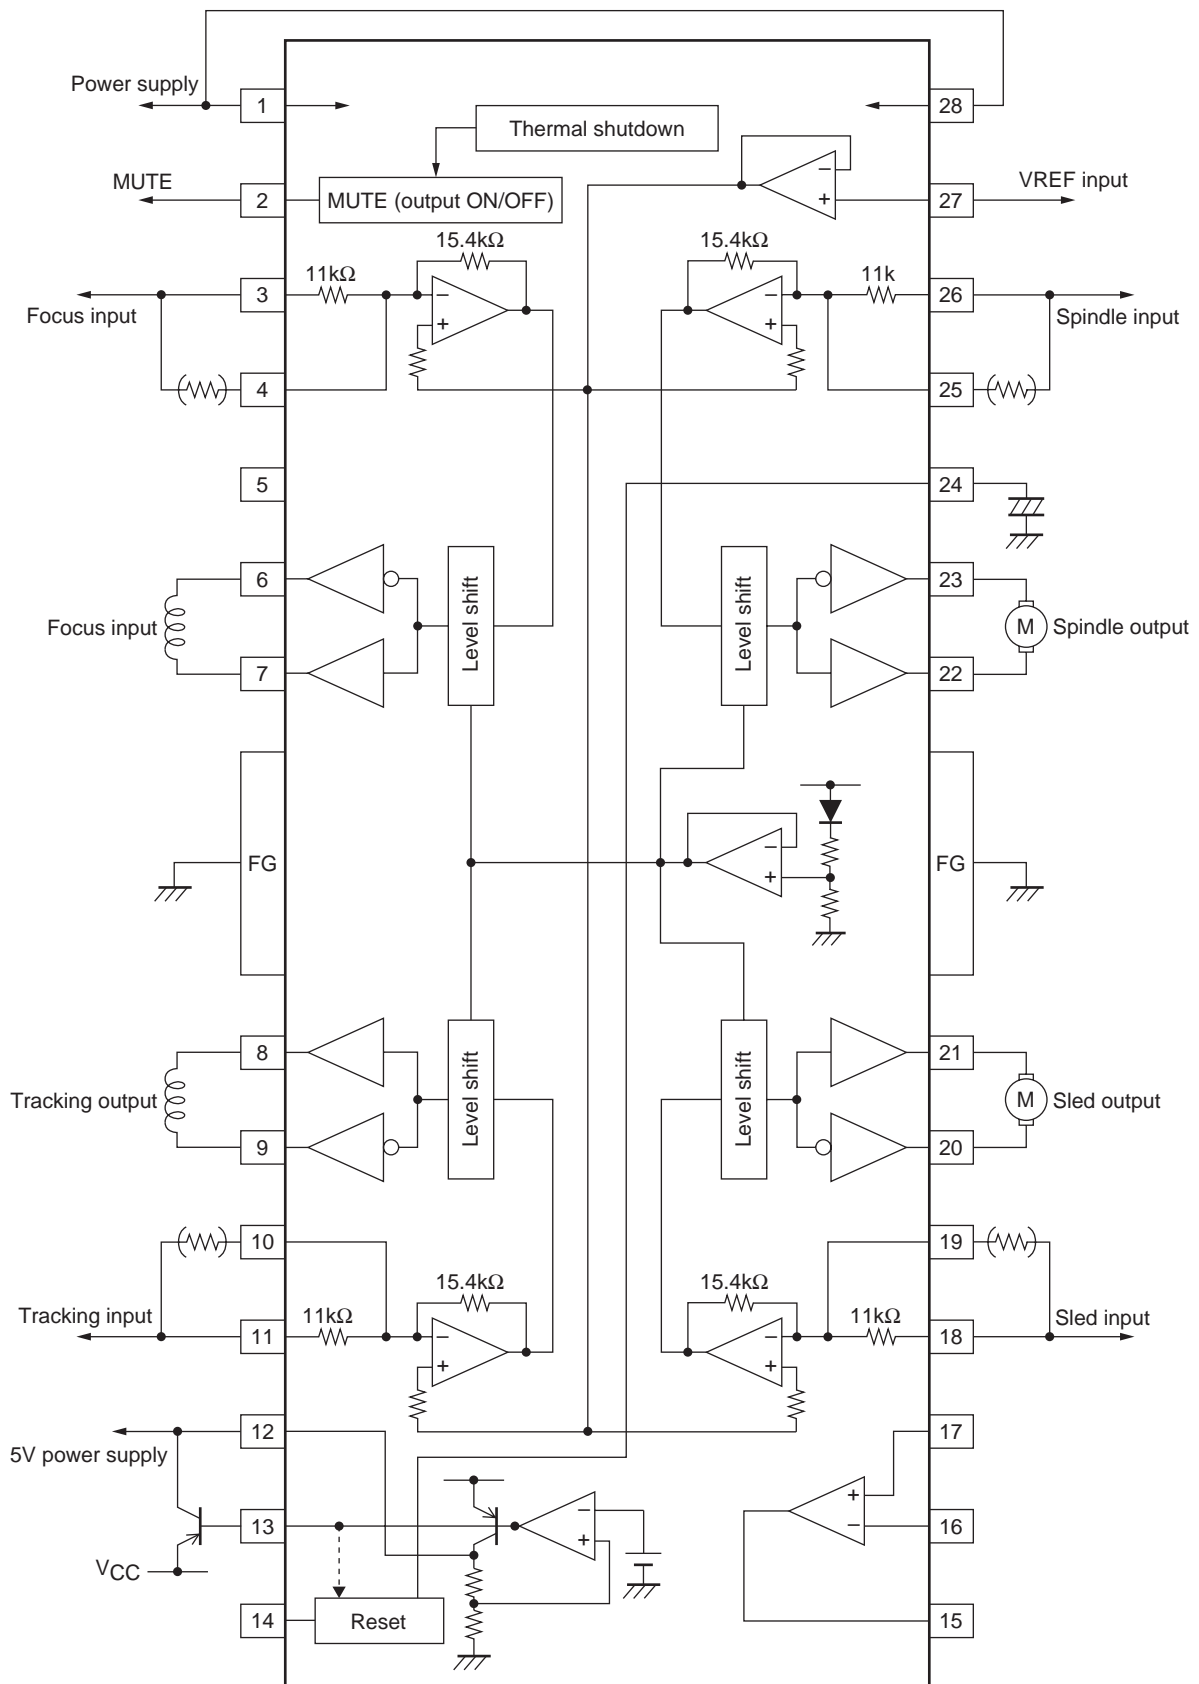 Power supply
1
28
Thermal shutdown
MUTE
2
MUTE (output ON/OFF)
−
+
27
VREF input
15.4kΩ
15.4kΩ
11kΩ
11k
3
−
+
−
+
26
Focus input
Spindle input
4
25
5
24
6
Level shift
Level shift
23
Focus input
M
Spindle output
7
22
FG
−
+
FG
8
Level shift
Level shift
21
Tracking output
M
Sled output
9
20
10
19
15.4kΩ
15.4kΩ
Tracking input
11kΩ
11kΩ
Sled input
11
−
+
−
+
18
12
17
5V power supply
13
−
+
+
−
16
VCC
14
Reset
15